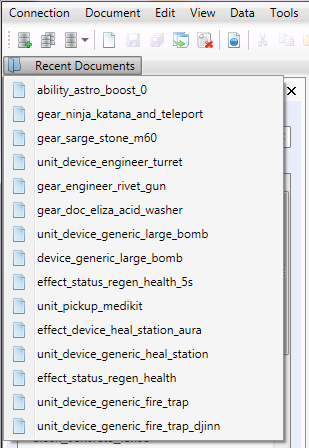 Connection Document Edit View Data Tools
Recent Documents
ability_astro_boost_0
gear_ninja_katana_and_teleport
gear_sarge_stone_m60
unit_device_engineer_turret
gear_engineer_rivet_gun
gear_doc_eliza_acid_washer
unit_device_generic_large_bomb
device_generic_large_bomb
effect_status_regen_health_5s
unit_pickup_medikit
effect_device_heal_station_aura
unit_device_generic_heal_station
effect_status_regen_health
unit_device_generic_fire_trap
unit_device_generic_fire_trap_djinn